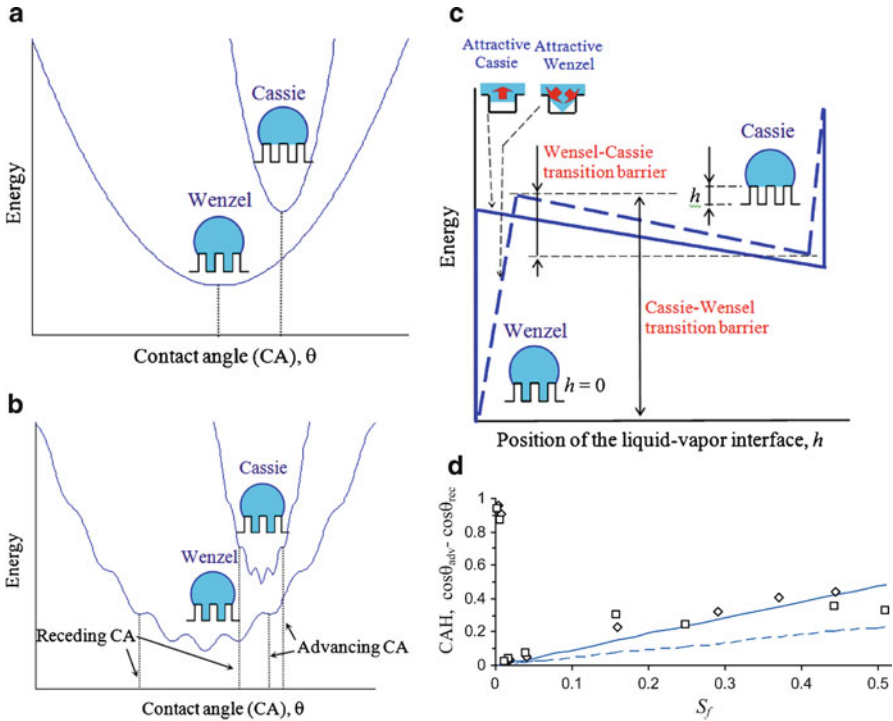 a
Energy
Cassie
Wenzel
Contact angle (CA), θ
b
Energy
Cassie
Wenzel
Receding CA
Advancing CA
Contact angle (CA), θ
c
Attractive Cassie
Attractive Wenzel
Energy
Wensel-Cassie
transition barrier
Cassie
h
Cassie-Wensel
transition barrier
Wenzel
h = 0
Position of the liquid-vapor interface, h
d
CAH, cosθadv- cosθrec
1
0.8
0.6
0.4
0.2
0
0 0.1 0.2 0.3 0.4 0.5
Sf